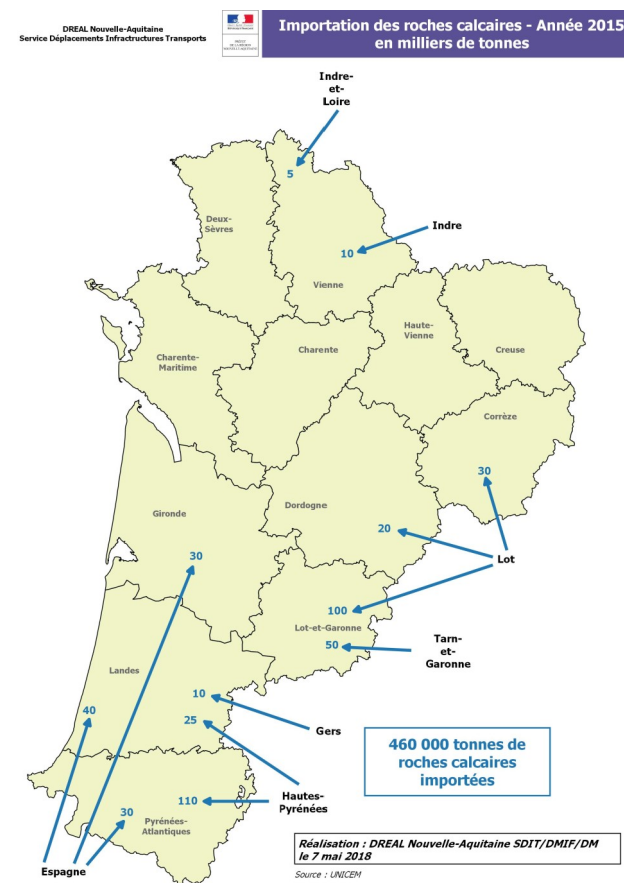 DREAL Nouvelle-Aquitaine
Service Déplacements Infrastructures Transports
Importation des roches calcaires - Année 2015
en milliers de tonnes
Indre-
et-
Loire
5
Deux-
Sèvres
Indre
10
Vienne
Haute-
Vienne
Charente
Creuse
Charente-
Maritime
Corrèze
30
Dordogne
Gironde
20
30
Lot
100
Lot-et-Garonne
50
Tarn-
et-
Garonne
Landes
10
40
25
Gers
460 000 tonnes de
roches calcaires
importées
Hautes-
Pyrénées
110
30
Pyrénées-
Atlantiques
Espagne
Réalisation : DREAL Nouvelle-Aquitaine SDIT/DMIF/DM
le 7 mai 2018
Source : UNICEM